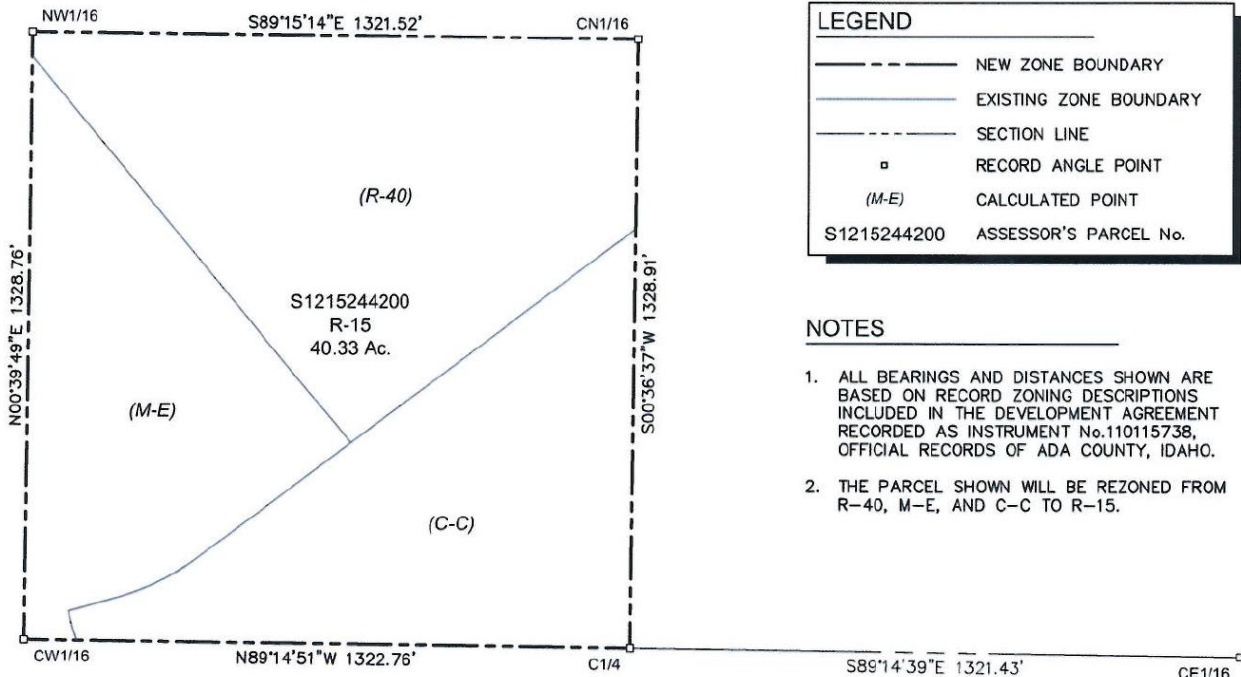 NW1/16
S89°15'14"E 1321.52'
CN1/16
(R-40)
S1215244200
R-15
40.33 Ac.
(M-E)
(C-C)
N00°39'49"E 1328.76'
S00°36'37"W 1328.91'
CW1/16
N89°14'51"W 1322.76'
C1/4
S89°14'39"E 1321.43'
CE1/16
LEGEND
NEW ZONE BOUNDARY
EXISTING ZONE BOUNDARY
SECTION LINE
RECORD ANGLE POINT
(M-E) CALCULATED POINT
S1215244200 ASSESSOR'S PARCEL No.
NOTES
1. ALL BEARINGS AND DISTANCES SHOWN ARE
BASED ON RECORD ZONING DESCRIPTIONS
INCLUDED IN THE DEVELOPMENT AGREEMENT
RECORDED AS INSTRUMENT No.110115738,
OFFICIAL RECORDS OF ADA COUNTY, IDAHO.
2. THE PARCEL SHOWN WILL BE REZONED FROM
R-40, M-E, AND C-C TO R-15.